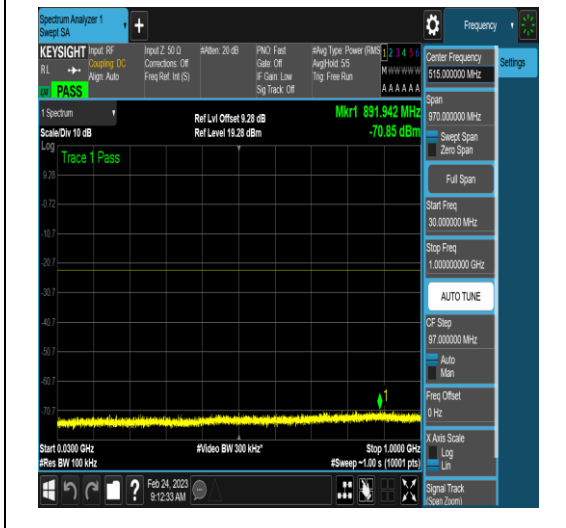 Spectrum Analyzer 1
Swept SA
+
Frequency
KEYSIGHT Input: RF Input Z: 50 Ω #Atten: 20 dB PNO: Fast #Avg Type: Power (RMS 1 2 3 4 5 6
RL Coupling: DC Corrections: Off Gate: Off Avg|Hold: 5/5 M W W W W W
Align: Auto Freq Ref: Int (S) IF Gain: Low Trig: Free Run
LXI PASS Sig Track: Off A A A A A A
Center Frequency
515.000000 MHz
Settings
1 Spectrum
Scale/Div 10 dB
Ref Lvl Offset 9.28 dB
Ref Level 19.28 dBm
Mkr1 891.942 MHz
-70.85 dBm
Log
Trace 1 Pass
9.28
-0.72
-10.7
-20.7
-30.7
-40.7
-50.7
-60.7
-70.7
1
Start 0.0300 GHz
#Res BW 100 kHz
#Video BW 300 kHz*
Stop 1.0000 GHz
#Sweep ~1.00 s (10001 pts)
Span
970.000000 MHz
Swept Span
Zero Span
Full Span
Start Freq
30.000000 MHz
Stop Freq
1.000000000 GHz
AUTO TUNE
CF Step
97.000000 MHz
Auto
Man
Freq Offset
0 Hz
X Axis Scale
Log
Lin
Signal Track
(Span Zoom)
?
Feb 24, 2023
9:12:33 AM